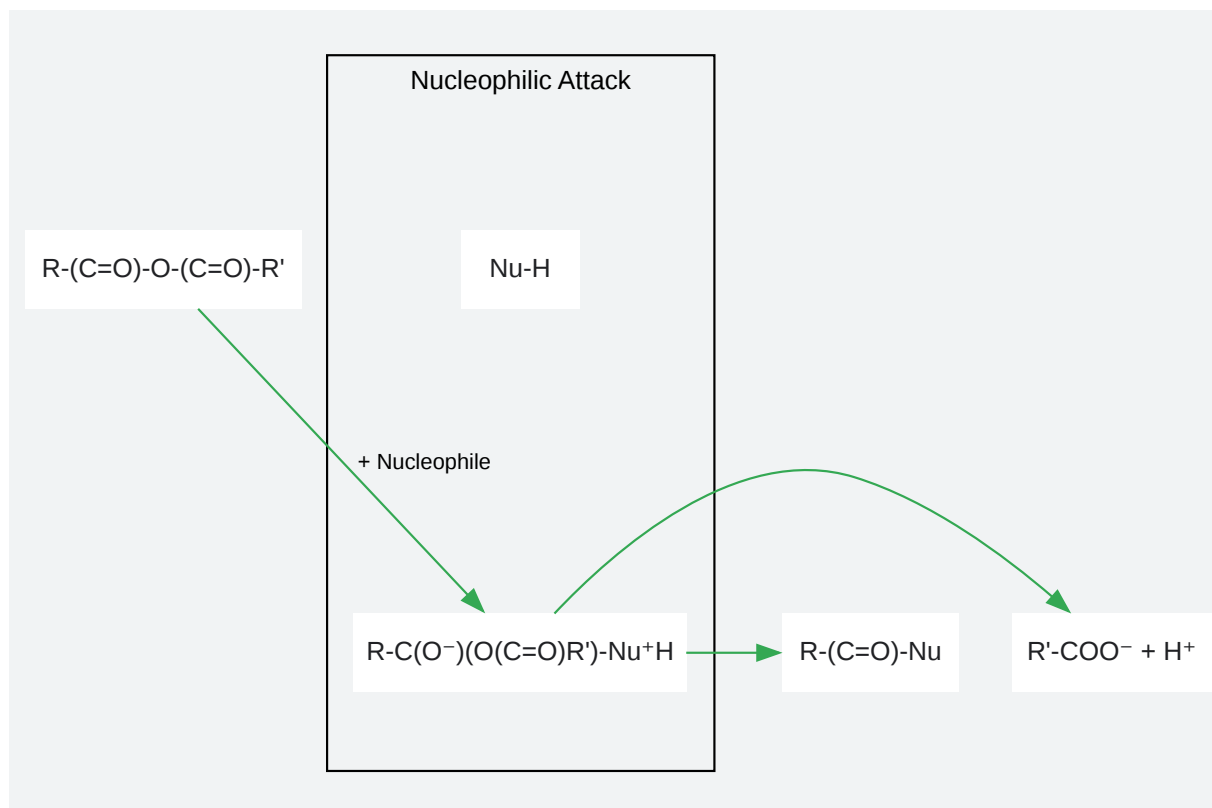 Nucleophilic Attack
R-(C=O)-O-(C=O)-R'
Nu-H
+ Nucleophile
R-C(O⁻)(O(C=O)R')-Nu⁺H
R-(C=O)-Nu
R'-COO⁻ + H⁺